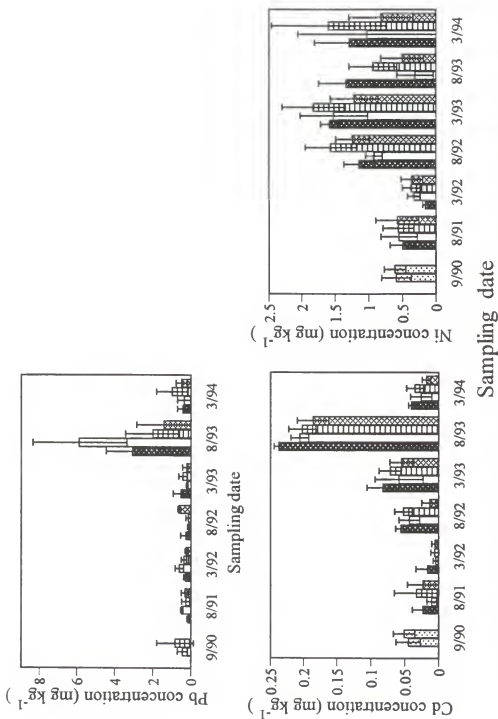 Pb concentration (mg kg⁻¹)
8
6
4
2
0
9/90 8/91 3/92 8/92 3/93 8/93 3/94
Sampling date
Cd concentration (mg kg⁻¹)
0.25
0.2
0.15
0.1
0.05
0
9/90 8/91 3/92 8/92 3/93 8/93 3/94
Ni concentration (mg kg⁻¹)
2.5
2
1.5
1
0.5
0
9/90 8/91 3/92 8/92 3/93 8/93 3/94
Sampling date